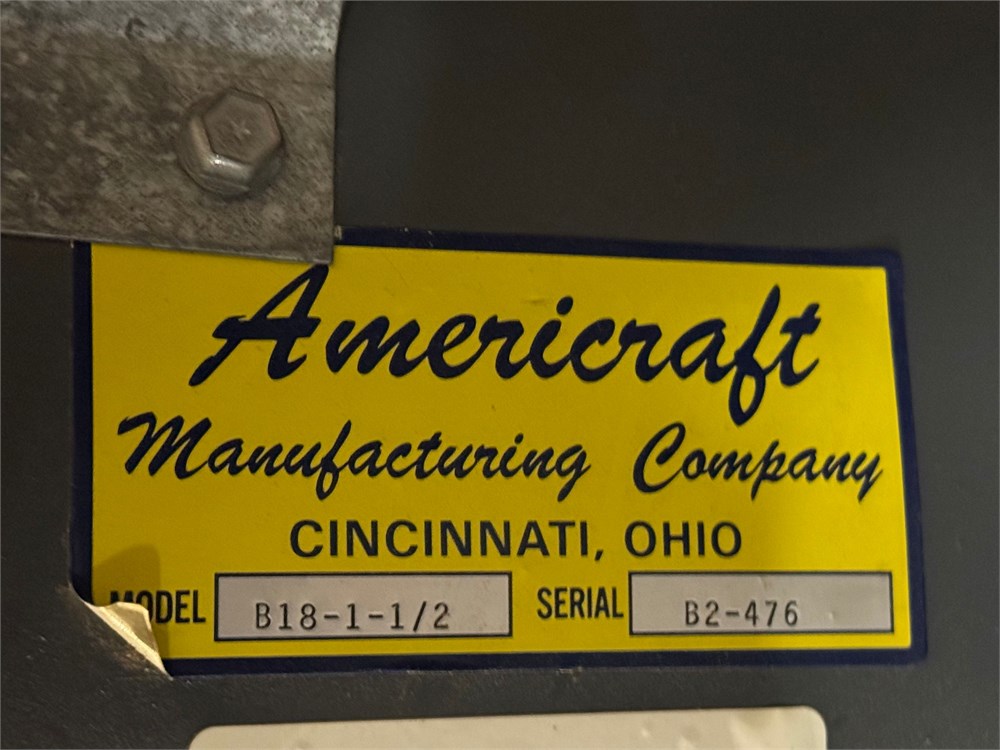 Americraft
Manufacturing Company
CINCINNATI, OHIO
MODEL B18-1-1/2 SERIAL B2-476